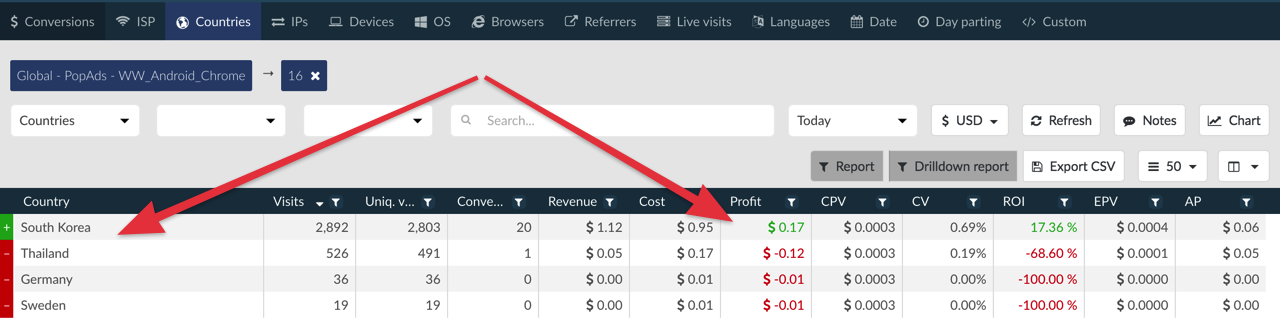 $ Conversions ISP Countries IPs Devices OS Browsers Referrers Live visits Languages Date Day parting </> Custom
Global - PopAds - WW_Android_Chrome → 16 ×
Countries Search... Today $ USD Refresh Notes Chart
Report Drilldown report Export CSV 50
Country Visits Uniq. v... Conve... Revenue Cost Profit CPV CV ROI EPV AP
+ South Korea 2,892 2,803 20 $ 1.12 $ 0.95 $ 0.17 $ 0.0003 0.69% 17.36 % $ 0.0004 $ 0.06
- Thailand 526 491 1 $ 0.05 $ 0.17 $ -0.12 $ 0.0003 0.19% -68.60 % $ 0.0001 $ 0.05
- Germany 36 36 0 $ 0.00 $ 0.01 $ -0.01 $ 0.0003 0.00% -100.00 % $ 0.0000 $ 0.00
- Sweden 19 19 0 $ 0.00 $ 0.01 $ -0.01 $ 0.0003 0.00% -100.00 % $ 0.0000 $ 0.00